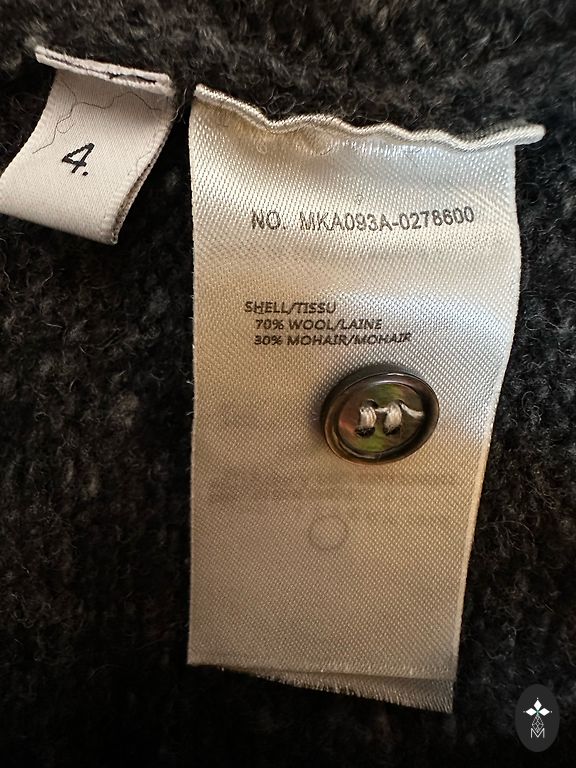 4.
NO. MKA093A-0278600
SHELL/TISSU
70% WOOL/LAINE
30% MOHAIR/MOHAIR
M